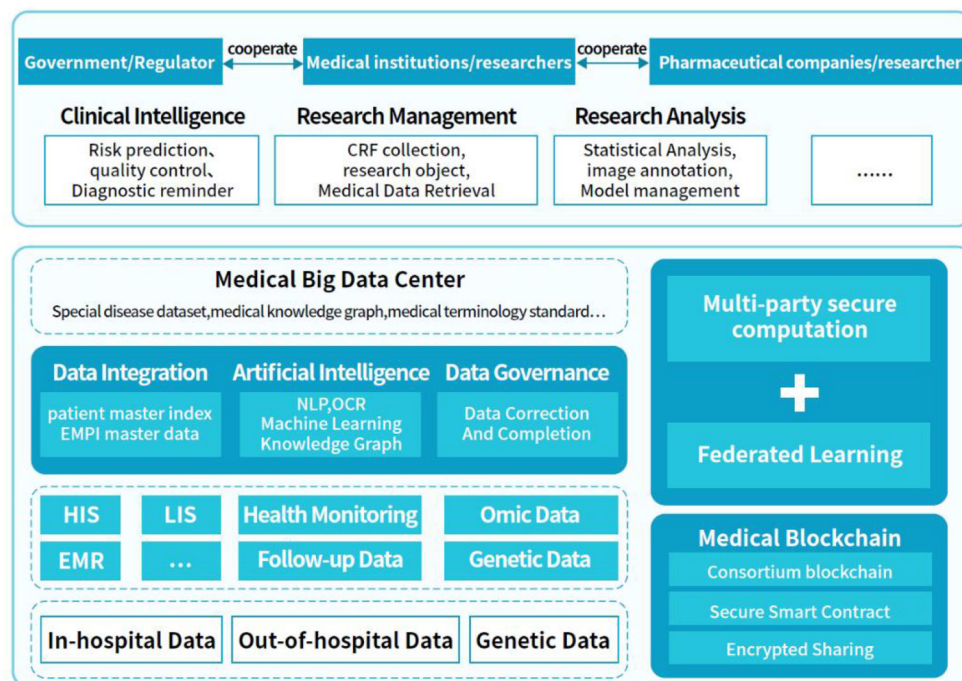 cooperate
cooperate
Government/Regulator
Medical institutions/researchers
Pharmaceutical companies/researcher
Clinical Intelligence
Risk prediction、
quality control、
Diagnostic reminder
Research Management
CRF collection,
research object,
Medical Data Retrieval
Research Analysis
Statistical Analysis,
image annotation,
Model management
......
Medical Big Data Center
Special disease dataset,medical knowledge graph,medical terminology standard…
Data Integration
patient master index
EMPI master data
Artificial Intelligence
NLP,OCR
Machine Learning
Knowledge Graph
Data Governance
Data Correction
And Completion
HIS
LIS
Health Monitoring
Omic Data
EMR
...
Follow-up Data
Genetic Data
In-hospital Data
Out-of-hospital Data
Genetic Data
Multi-party secure
computation
+
Federated Learning
Medical Blockchain
Consortium blockchain
Secure Smart Contract
Encrypted Sharing